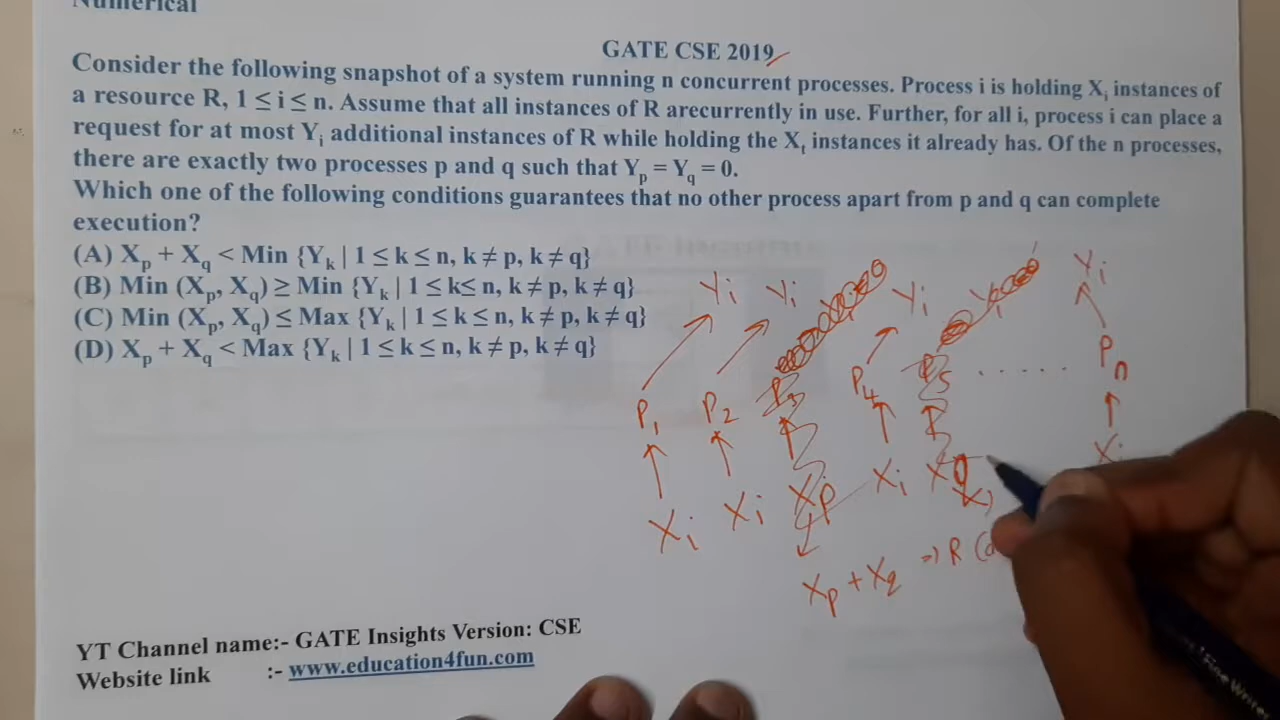 Numerical
GATE CSE 2019
Consider the following snapshot of a system running n concurrent processes. Process i is holding Xi instances of
a resource R, 1 ≤ i ≤ n. Assume that all instances of R arecurrently in use. Further, for all i, process i can place a
request for at most Yi additional instances of R while holding the Xi instances it already has. Of the n processes,
there are exactly two processes p and q such that Yp = Yq = 0.
Which one of the following conditions guarantees that no other process apart from p and q can complete
execution?
(A) Xp + Xq < Min {Yk | 1 ≤ k ≤ n, k ≠ p, k ≠ q}
(B) Min (Xp, Xq) ≥ Min {Yk | 1 ≤ k≤ n, k ≠ p, k ≠ q}
(C) Min (Xp, Xq) ≤ Max {Yk | 1 ≤ k ≤ n, k ≠ p, k ≠ q}
(D) Xp + Xq < Max {Yk | 1 ≤ k ≤ n, k ≠ p, k ≠ q}
Yi Yi Yi Yi
P1 P2 P3 P4 P5 ...... Pn
Xi Xi Xp Xi Xq Xi
Xp + Xq => R
YT Channel name:- GATE Insights Version: CSE
Website link :- www.education4fun.com